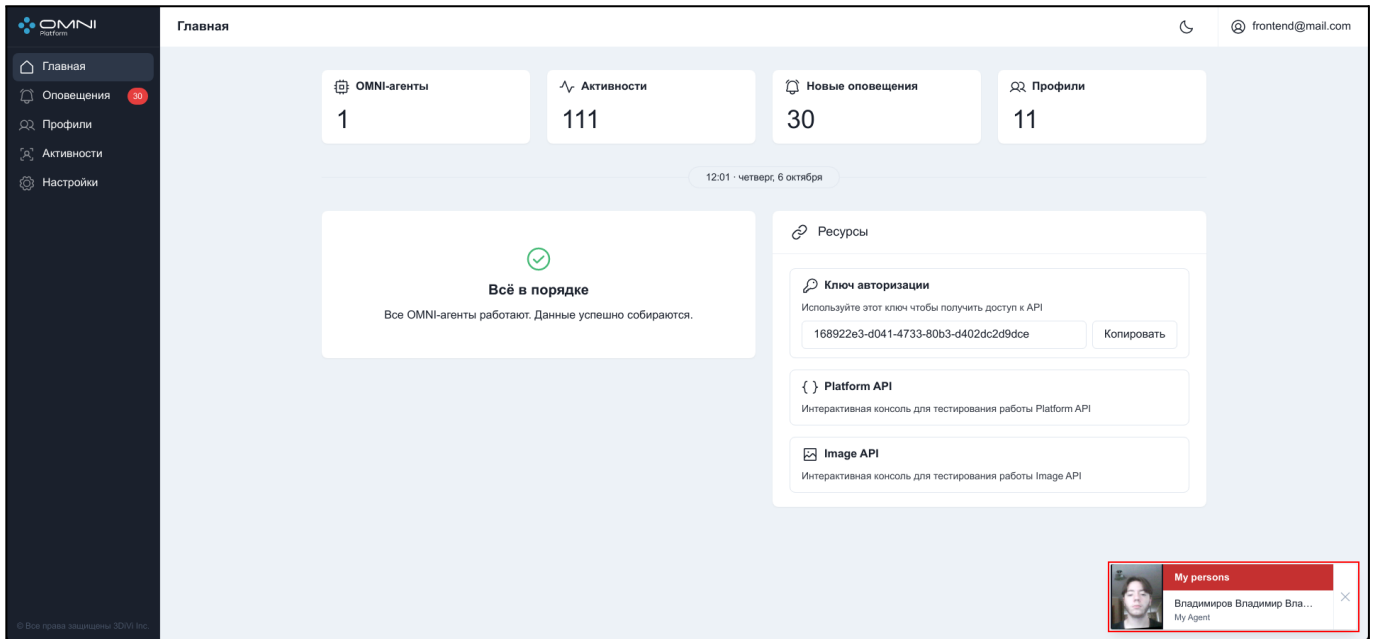 OMNI
Platform
Главная
frontend@mail.com
Главная
Оповещения 30
Профили
Активности
Настройки
OMNI-агенты
1
Активности
111
Новые оповещения
30
Профили
11
12:01 · четверг, 6 октября
Всё в порядке
Все OMNI-агенты работают. Данные успешно собираются.
Ресурсы
Ключ авторизации
Используйте этот ключ чтобы получить доступ к API
168922e3-d041-4733-80b3-d402dc2d9dce
Копировать
{ } Platform API
Интерактивная консоль для тестирования работы Platform API
Image API
Интерактивная консоль для тестирования работы Image API
My persons
Владимиров Владимир Вла...
My Agent
© Все права защищены 3DiVi Inc.